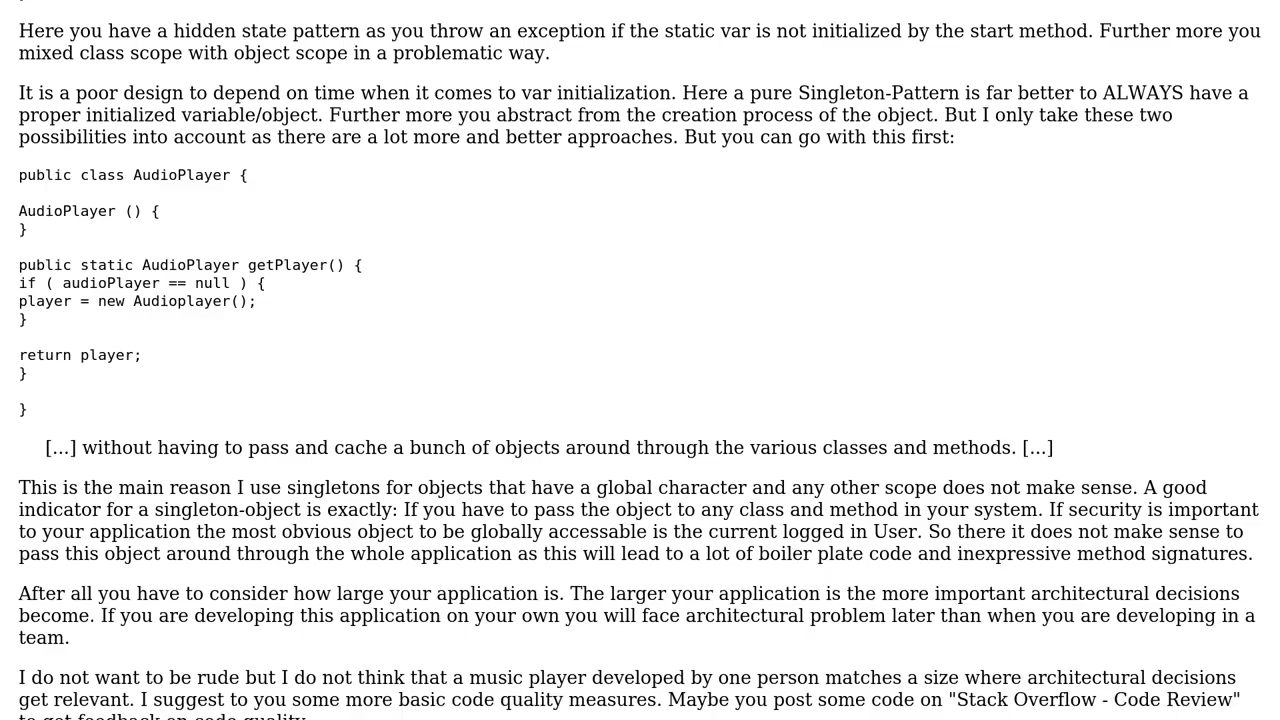 Here you have a hidden state pattern as you throw an exception if the static var is not initialized by the start method. Further more you
mixed class scope with object scope in a problematic way.
It is a poor design to depend on time when it comes to var initialization. Here a pure Singleton-Pattern is far better to ALWAYS have a
proper initialized variable/object. Further more you abstract from the creation process of the object. But I only take these two
possibilities into account as there are a lot more and better approaches. But you can go with this first:
public class AudioPlayer {
AudioPlayer () {
}
public static AudioPlayer getPlayer() {
if ( audioPlayer == null ) {
player = new Audioplayer();
}
return player;
}
}
[...] without having to pass and cache a bunch of objects around through the various classes and methods. [...]
This is the main reason I use singletons for objects that have a global character and any other scope does not make sense. A good
indicator for a singleton-object is exactly: If you have to pass the object to any class and method in your system. If security is important
to your application the most obvious object to be globally accessable is the current logged in User. So there it does not make sense to
pass this object around through the whole application as this will lead to a lot of boiler plate code and inexpressive method signatures.
After all you have to consider how large your application is. The larger your application is the more important architectural decisions
become. If you are developing this application on your own you will face architectural problem later than when you are developing in a
team.
I do not want to be rude but I do not think that a music player developed by one person matches a size where architectural decisions
get relevant. I suggest to you some more basic code quality measures. Maybe you post some code on "Stack Overflow - Code Review"
to get feedback on code quality.